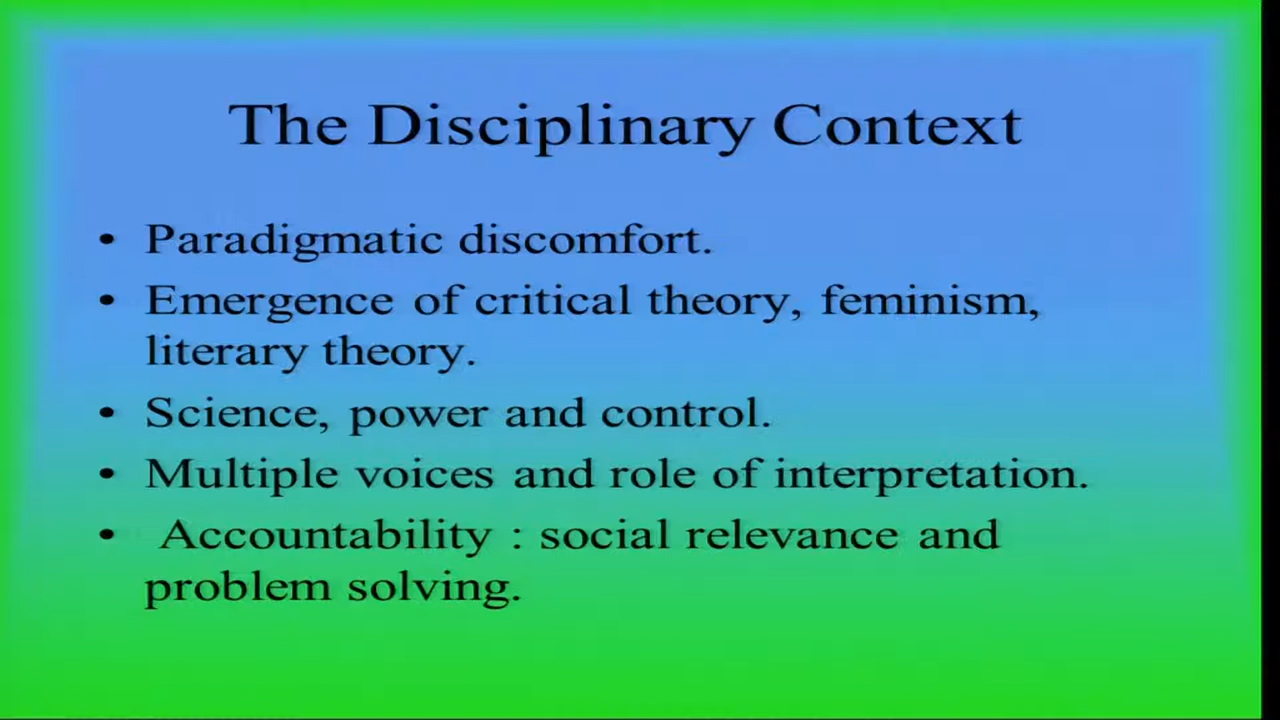 The Disciplinary Context
• Paradigmatic discomfort.
• Emergence of critical theory, feminism,
literary theory.
• Science, power and control.
• Multiple voices and role of interpretation.
• Accountability : social relevance and
problem solving.